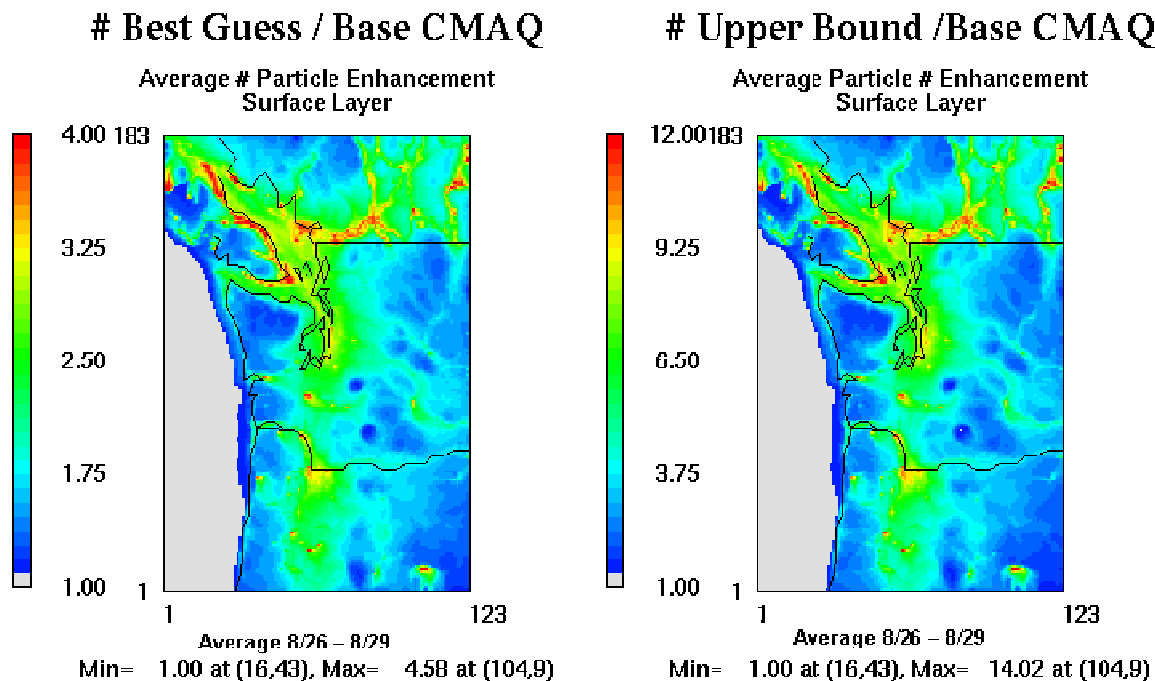 # Best Guess / Base CMAQ
Average # Particle Enhancement
Surface Layer
4.00
183
3.25
2.50
1.75
1.00
1
1
123
Average 8/26 – 8/29
Min= 1.00 at (16,43), Max= 4.58 at (104,9)
# Upper Bound /Base CMAQ
Average Particle # Enhancement
Surface Layer
12.00
183
9.25
6.50
3.75
1.00
1
1
123
Average 8/26 – 8/29
Min= 1.00 at (16,43), Max= 14.02 at (104,9)